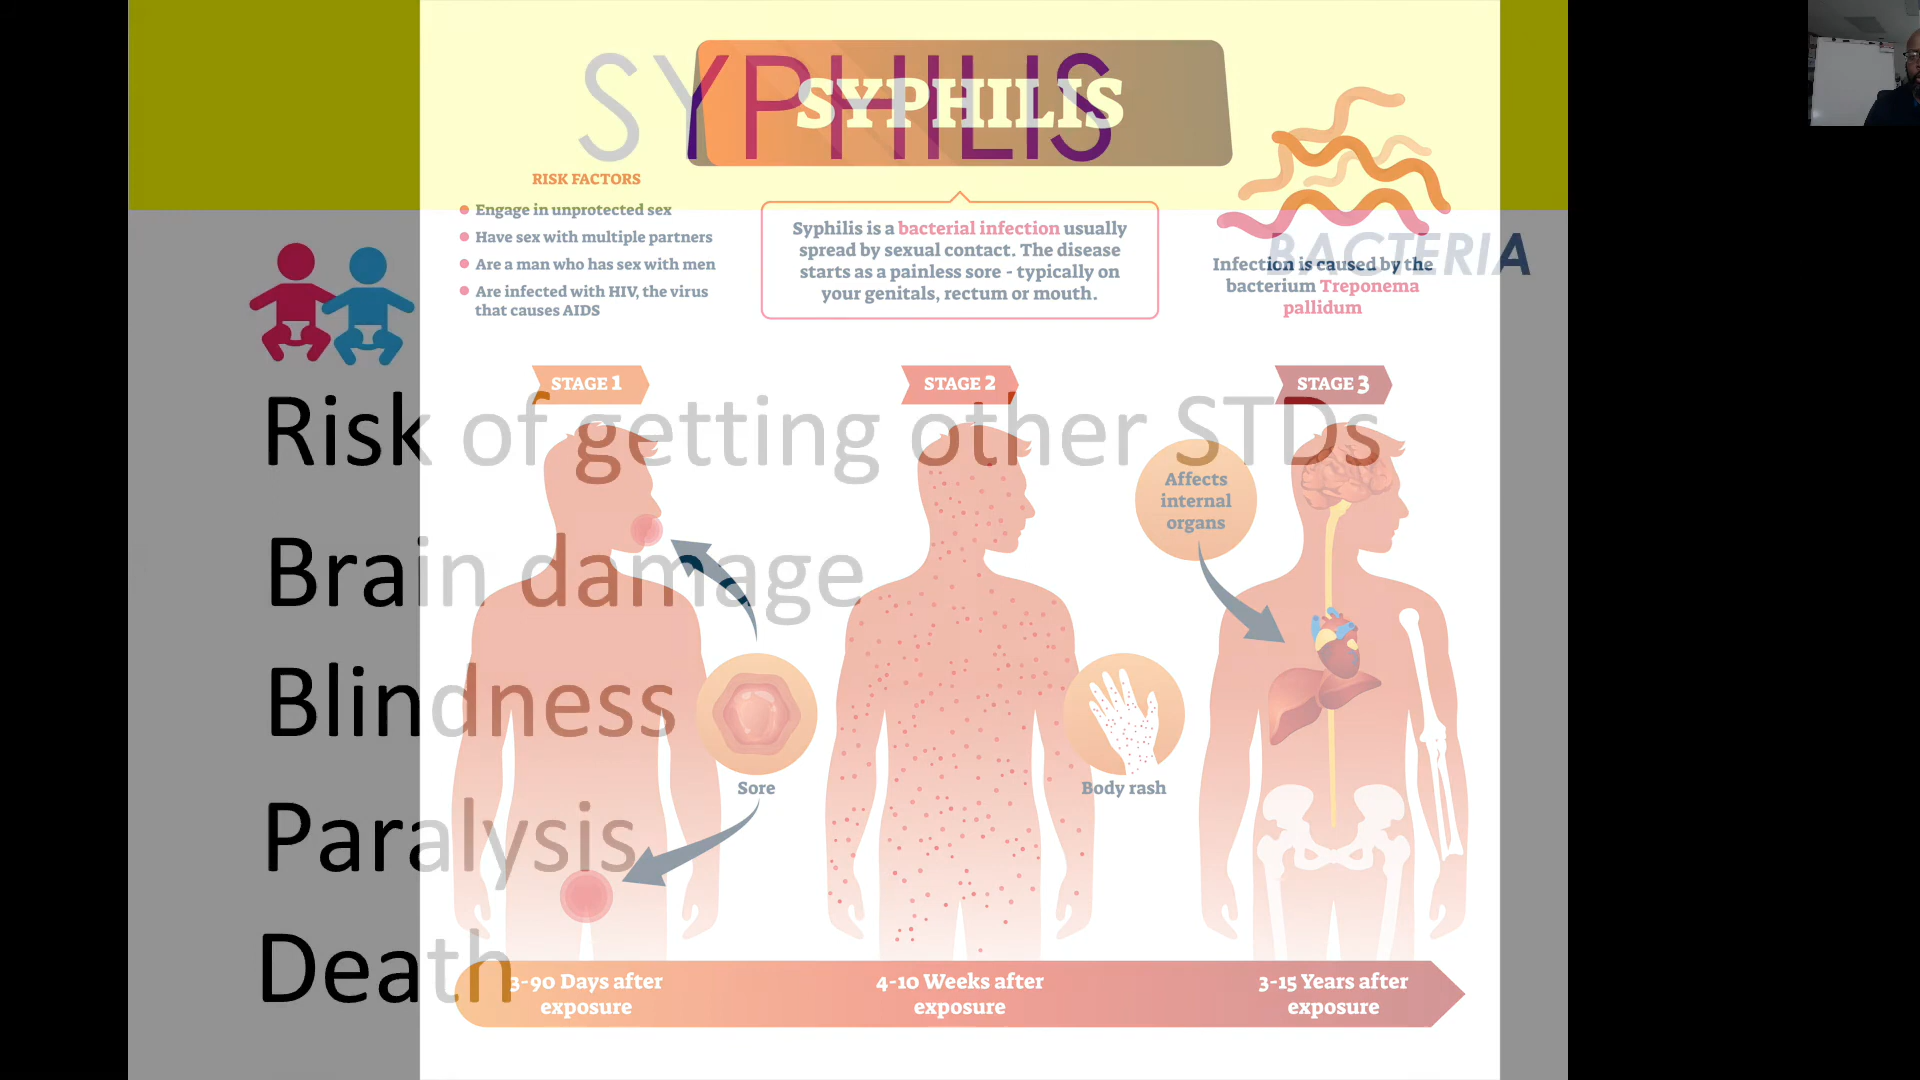 SYPHILIS
SYPHILIS
RISK FACTORS
Engage in unprotected sex
Have sex with multiple partners
Are a man who has sex with men
Are infected with HIV, the virus
that causes AIDS
Syphilis is a bacterial infection usually
spread by sexual contact. The disease
starts as a painless sore - typically on
your genitals, rectum or mouth.
BACTERIA
Infection is caused by the
bacterium Treponema
pallidum
STAGE 1
STAGE 2
STAGE 3
Risk of getting other STDs
Affects
internal
organs
Brain damage
Blindness
Sore
Body rash
Paralysis
Death
3-90 Days after
exposure
4-10 Weeks after
exposure
3-15 Years after
exposure